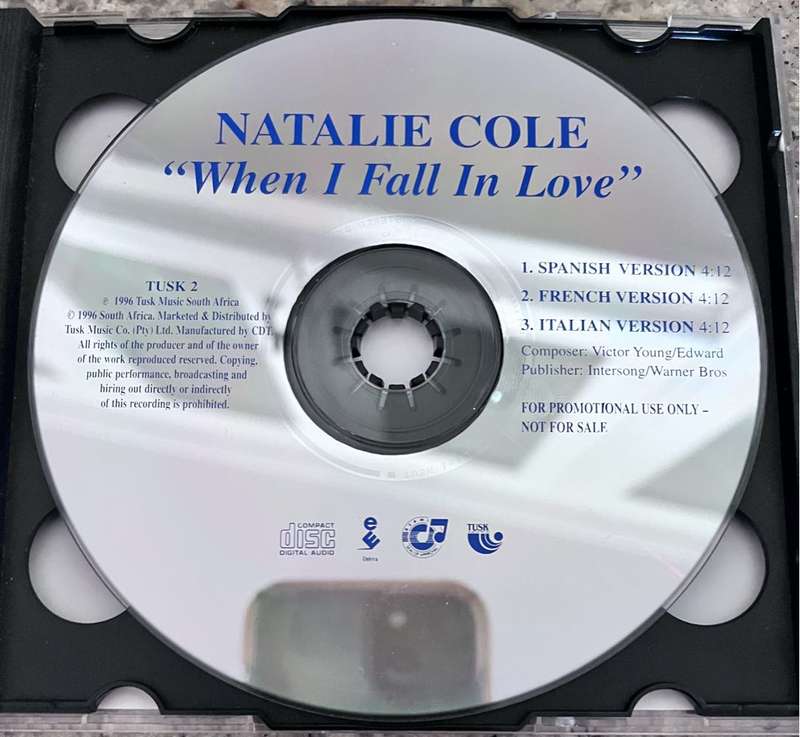 NATALIE COLE
“When I Fall In Love”
TUSK 2
℗ 1996 Tusk Music South Africa
© 1996 South Africa. Marketed & Distributed by
Tusk Music Co. (Pty) Ltd. Manufactured by CDT.
All rights of the producer and of the owner
of the work reproduced reserved. Copying,
public performance, broadcasting and
hiring out directly or indirectly
of this recording is prohibited.
1. SPANISH VERSION 4:12
2. FRENCH VERSION 4:12
3. ITALIAN VERSION 4:12
Composer: Victor Young/Edward
Publisher: Intersong/Warner Bros
FOR PROMOTIONAL USE ONLY –
NOT FOR SALE
COMPACT
disc
DIGITAL AUDIO
TUSK